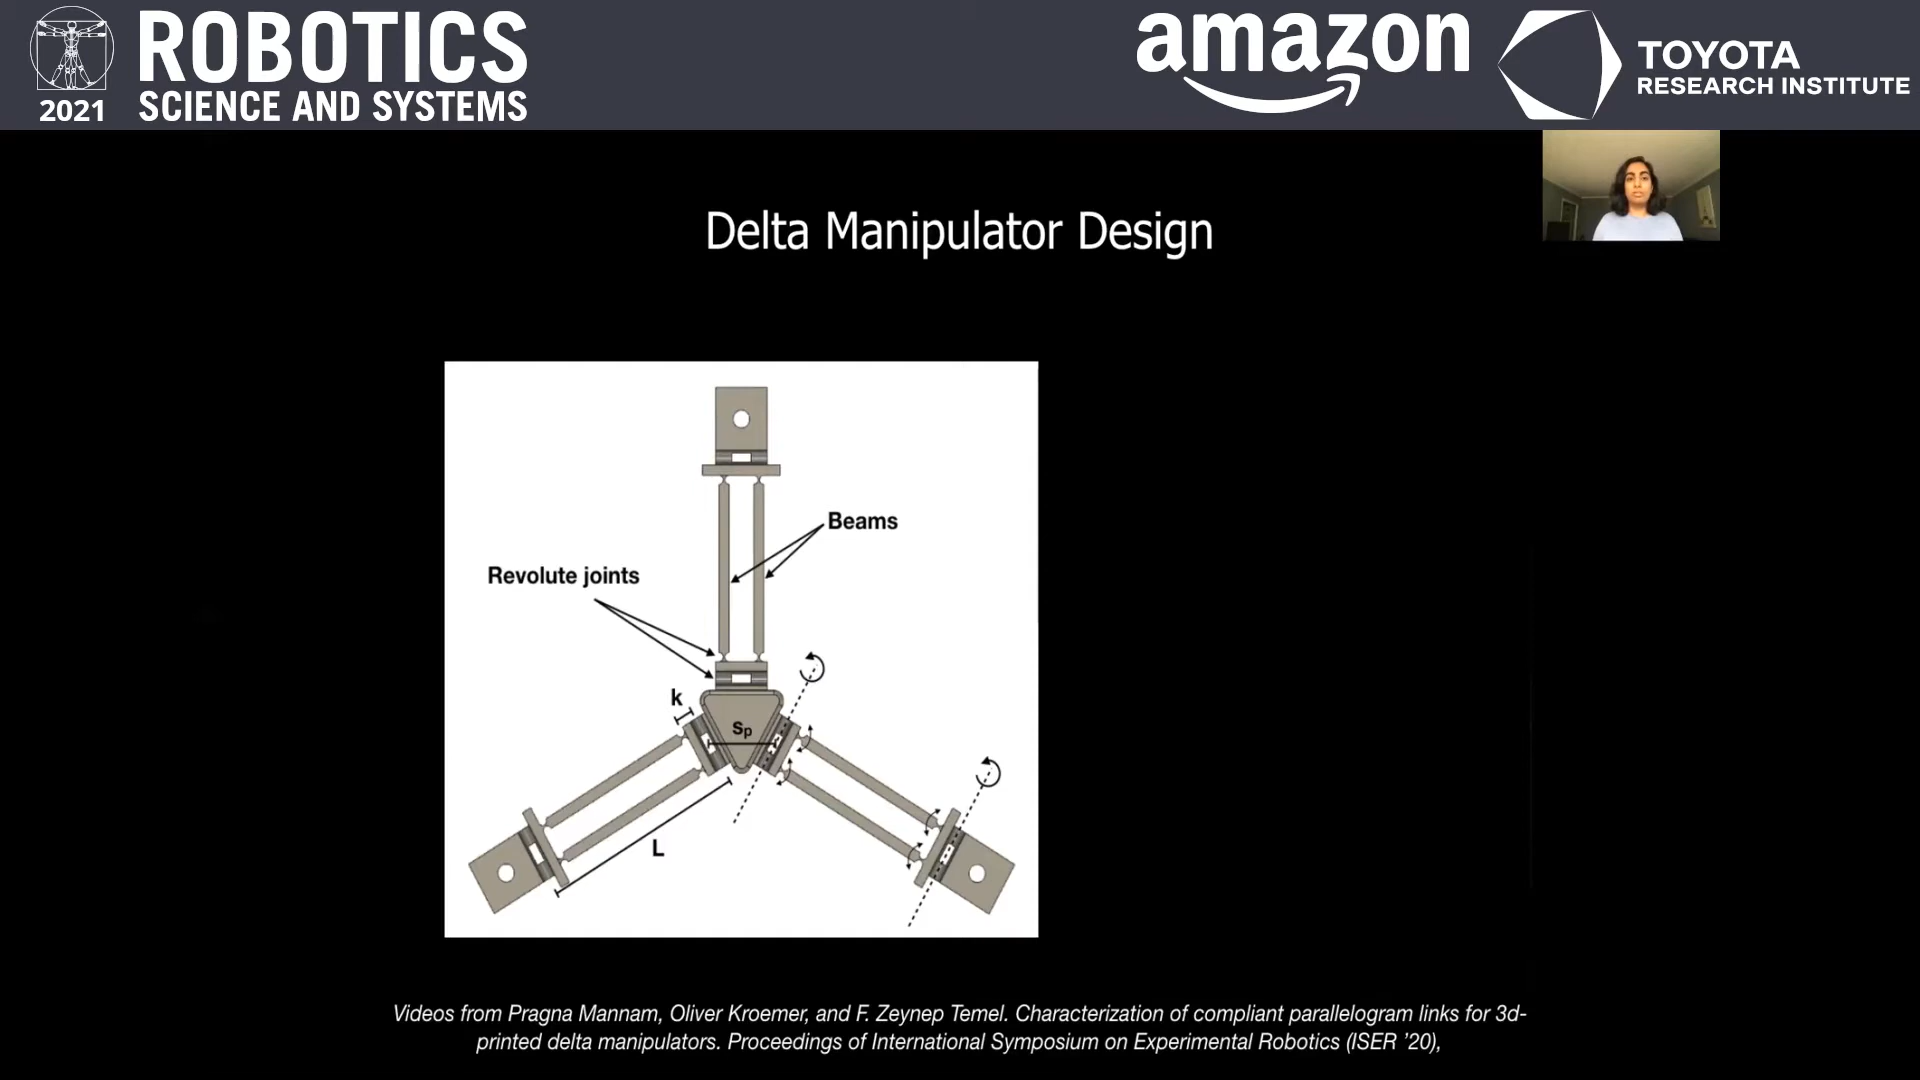 ROBOTICS
SCIENCE AND SYSTEMS
2021
amazon
TOYOTA
RESEARCH INSTITUTE
Delta Manipulator Design
Beams
Revolute joints
k
Sp
L
Videos from Pragna Mannam, Oliver Kroemer, and F. Zeynep Temel. Characterization of compliant parallelogram links for 3d-
printed delta manipulators. Proceedings of International Symposium on Experimental Robotics (ISER ’20),